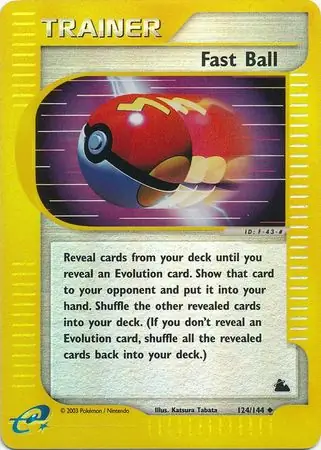 TRAINER
Fast Ball
ID: F-43-#
Reveal cards from your deck until you
reveal an Evolution card. Show that card
to your opponent and put it into your
hand. Shuffle the other revealed cards
into your deck. (If you don't reveal an
Evolution card, shuffle all the revealed
cards back into your deck.)
e
© 2003 Pokémon / Nintendo
Illus. Katsura Tabata
124/144 ◆